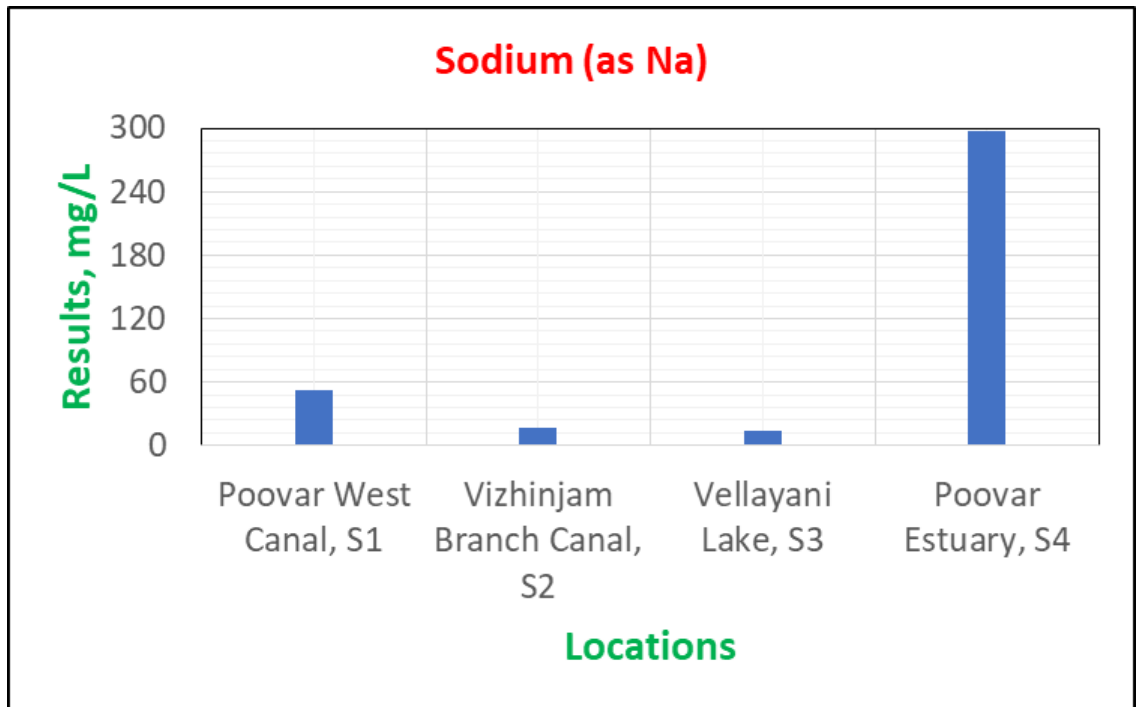 Sodium (as Na)
Results, mg/L
300
240
180
120
60
0
Poovar West
Canal, S1
Vizhinjam
Branch Canal,
S2
Vellayani
Lake, S3
Poovar
Estuary, S4
Locations